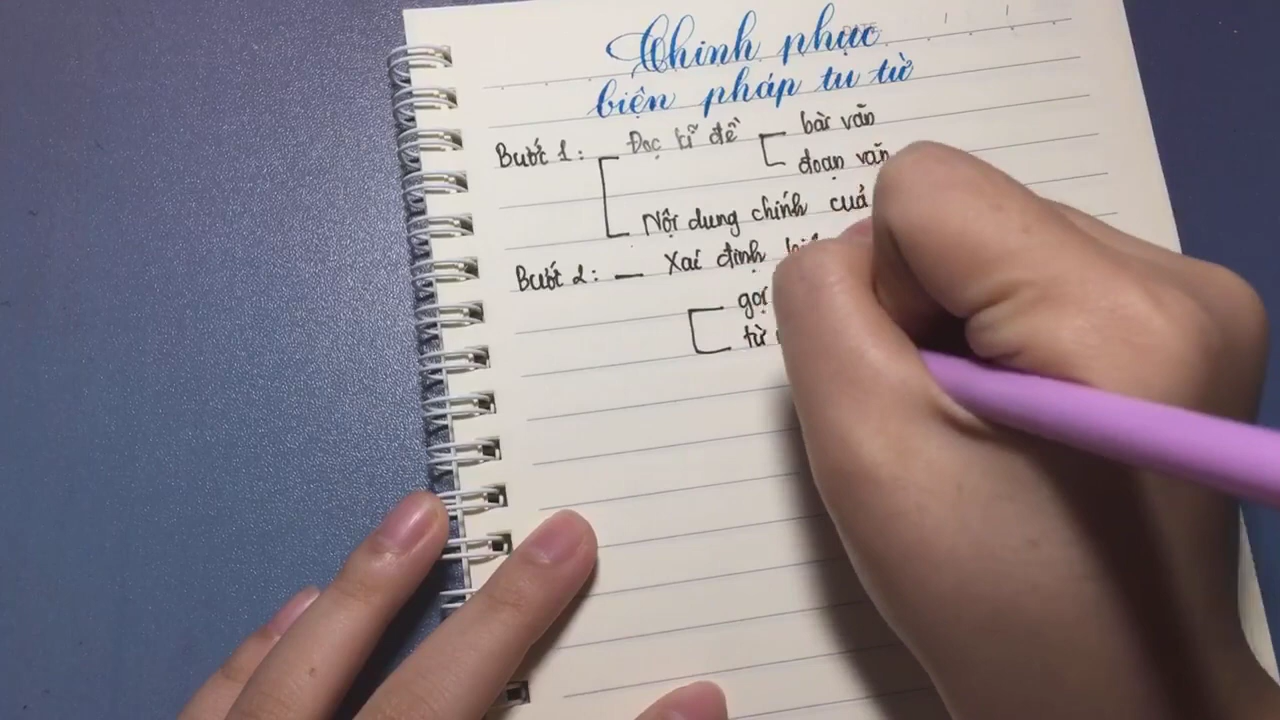 Chinh phục
biện pháp tu từ
Bước 1: Đọc kĩ đề bài văn
đoạn văn
Nội dung chính của
Bước 2: — Xác định
gọi
từ